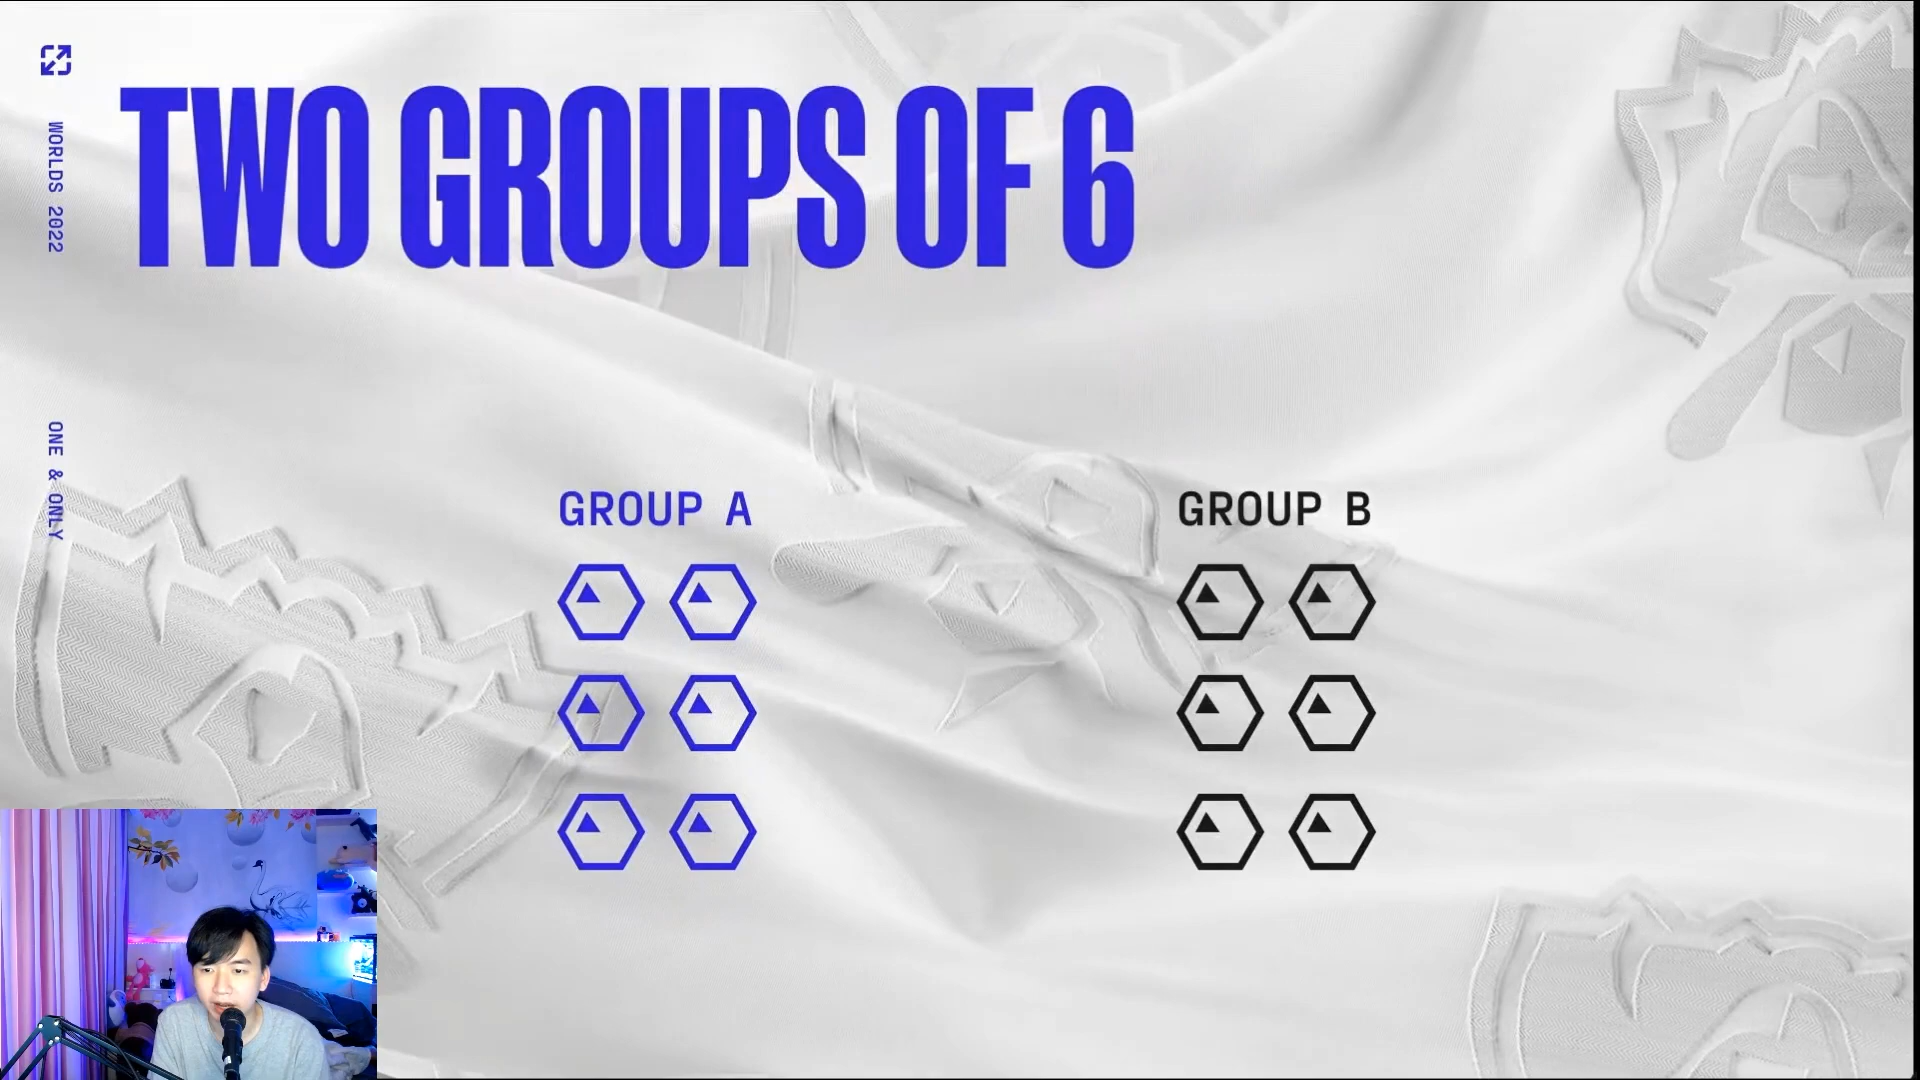 TWO GROUPS OF 6
WORLDS 2022
ONE & ONLY
GROUP A
GROUP B